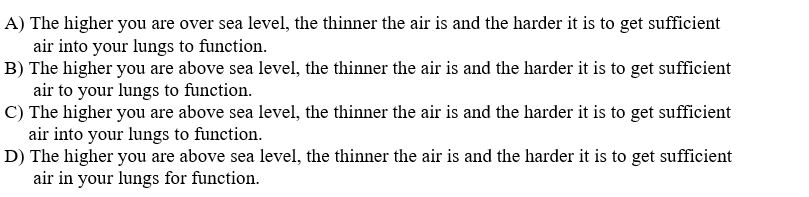 A) The higher you are over sea level, the thinner the air is and the harder it is to get sufficient
air into your lungs to function.
B) The higher you are above sea level, the thinner the air is and the harder it is to get sufficient
air to your lungs to function.
C) The higher you are above sea level, the thinner the air is and the harder it is to get sufficient
air into your lungs to function.
D) The higher you are above sea level, the thinner the air is and the harder it is to get sufficient
air in your lungs for function.